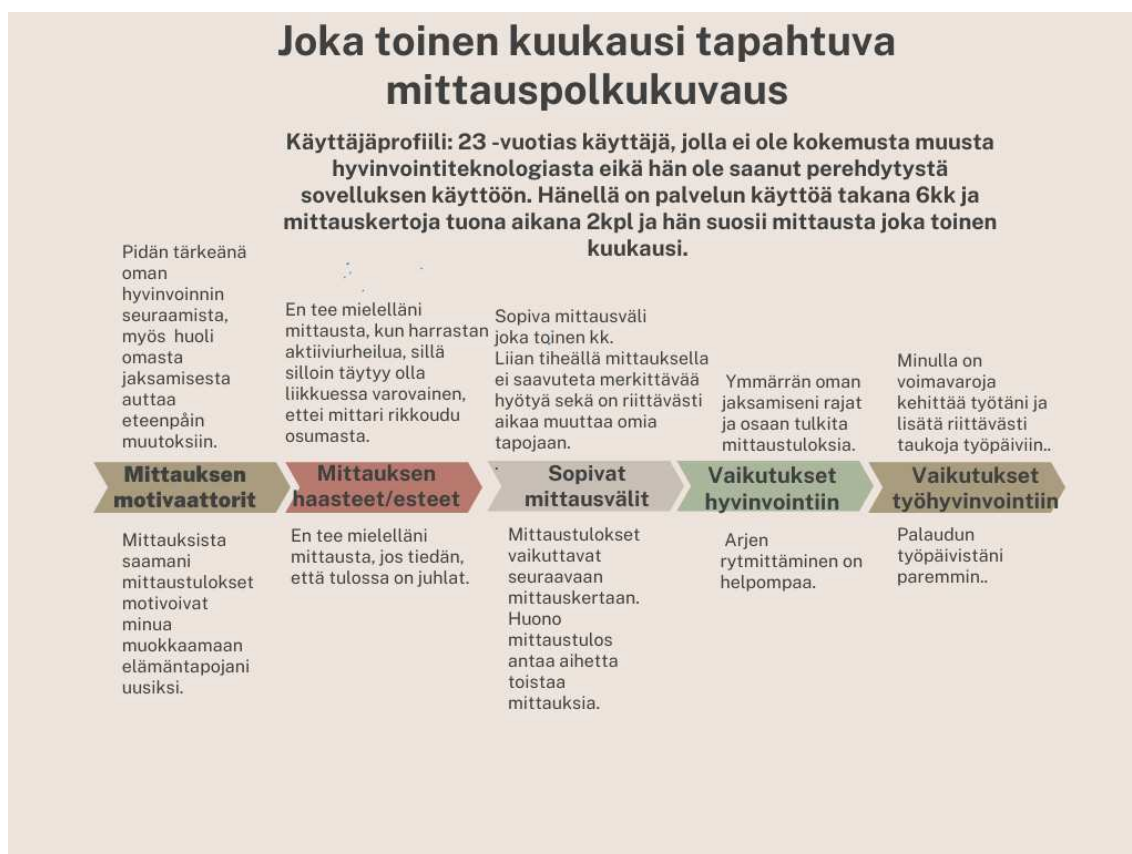 Joka toinen kuukausi tapahtuva
mittauspolkukuvaus
Käyttäjäprofiili: 23 -vuotias käyttäjä, jolla ei ole kokemusta muusta
hyvinvointiteknologiasta eikä hän ole saanut perehdytystä
sovelluksen käyttöön. Hänellä on palvelun käyttöä takana 6kk ja
mittauskertoja tuona aikana 2kpl ja hän suosii mittausta joka toinen
kuukausi.
Pidän tärkeänä
oman
hyvinvoinnin
seuraamista,
myös huoli
omasta
jaksamisesta
auttaa
eteenpåin
muutoksiin.
En tee mielelläni
mittausta, kun harrastan
aktiiviurheilua, sillä
silloin täytyy olla
liikkuessa varovainen,
ettei mittari rikkoudu
osumasta.
Sopiva mittausväli
joka toinen kk.
Liian tiheällä mittauksella
ei saavuteta merkittävää
hyötyä sekä on riittävästi
aikaa muuttaa omia
tapojaan.
Ymmärrän oman
jaksamiseni rajat
ja osaan tulkita
mittaustuloksia.
Minulla on
voimavaroja
kehittää työtäni ja
lisätä riittävästi
taukoja työpäiviin..
Mittauksen
motivaattorit
Mittauksen
haasteet/esteet
Sopivat
mittausvälit
Vaikutukset
hyvinvointiin
Vaikutukset
työhyvinvointiin
Mittauksista
saamani
mittaustulokset
motivoivat
minua
muokkaamaan
elämäntapojani
uusiksi.
En tee mielelläni
mittausta, jos tiedän,
että tulossa on juhlat.
Mittaustulokset
vaikuttavat
seuraavaan
mittauskertaan.
Huono
mittaustulos
antaa aihetta
toistaa
mittauksia.
Arjen
rytmittäminen on
helpompaa.
Palaudun
työpäivistäni
paremmin..